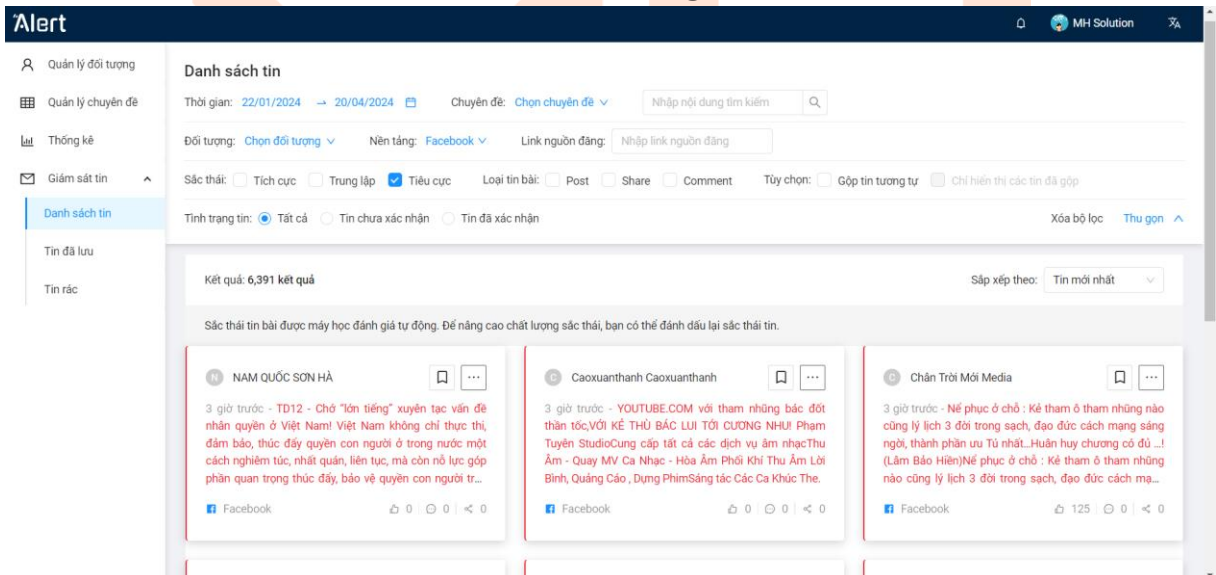 Alert
MH Solution
Quản lý đối tượng
Quản lý chuyên đề
Thống kê
Giám sát tin
Danh sách tin
Tin đã lưu
Tin rác
Danh sách tin
Thời gian: 22/01/2024 → 20/04/2024 Chuyên đề: Chọn chuyên đề Nhập nội dung tìm kiếm
Đối tượng: Chọn đối tượng Nền tảng: Facebook Link nguồn đăng: Nhập link nguồn đăng
Sắc thái: Tích cực Trung lập Tiêu cực Loại tin bài: Post Share Comment Tùy chọn: Gộp tin tương tự Chỉ hiển thị các tin đã gộp
Tình trạng tin: Tất cả Tin chưa xác nhận Tin đã xác nhận Xóa bộ lọc Thu gọn
Kết quả: 6,391 kết quả Sắp xếp theo: Tin mới nhất
Sắc thái tin bài được máy học đánh giá tự động. Để nâng cao chất lượng sắc thái, bạn có thể đánh dấu lại sắc thái tin.
N NAM QUỐC SƠN HÀ
3 giờ trước - TD12 - Chớ "lớn tiếng" xuyên tạc vấn đề
nhân quyền ở Việt Nam! Việt Nam không chỉ thực thi,
đảm bảo, thúc đẩy quyền con người ở trong nước một
cách nghiêm túc, nhất quán, liên tục, mà còn nỗ lực góp
phần quan trọng thúc đẩy, bảo vệ quyền con người tr...
Facebook 0 0 0
C Caoxuanthanh Caoxuanthanh
3 giờ trước - YOUTUBE.COM với tham nhũng bác đốt
thần tốc,VỚI KẺ THÙ BÁC LUI TỚI CƯƠNG NHU! Phạm
Tuyên StudioCung cấp tất cả các dịch vụ âm nhạcThu
Âm - Quay MV Ca Nhạc - Hòa Âm Phối Khí Thu Âm Lời
Bình, Quảng Cáo , Dựng PhimSáng tác Các Ca Khúc The.
Facebook 0 0 0
C Chân Trời Mới Media
3 giờ trước - Nể phục ở chỗ : Kẻ tham ô tham nhũng nào
cũng lý lịch 3 đời trong sạch, đạo đức cách mạng sáng
ngời, thành phần ưu Tú nhất...Huân huy chương có đủ ...!
(Lâm Bảo Hiền)Nể phục ở chỗ : Kẻ tham ô tham nhũng
nào cũng lý lịch 3 đời trong sạch, đạo đức cách mạ...
Facebook 125 0 0